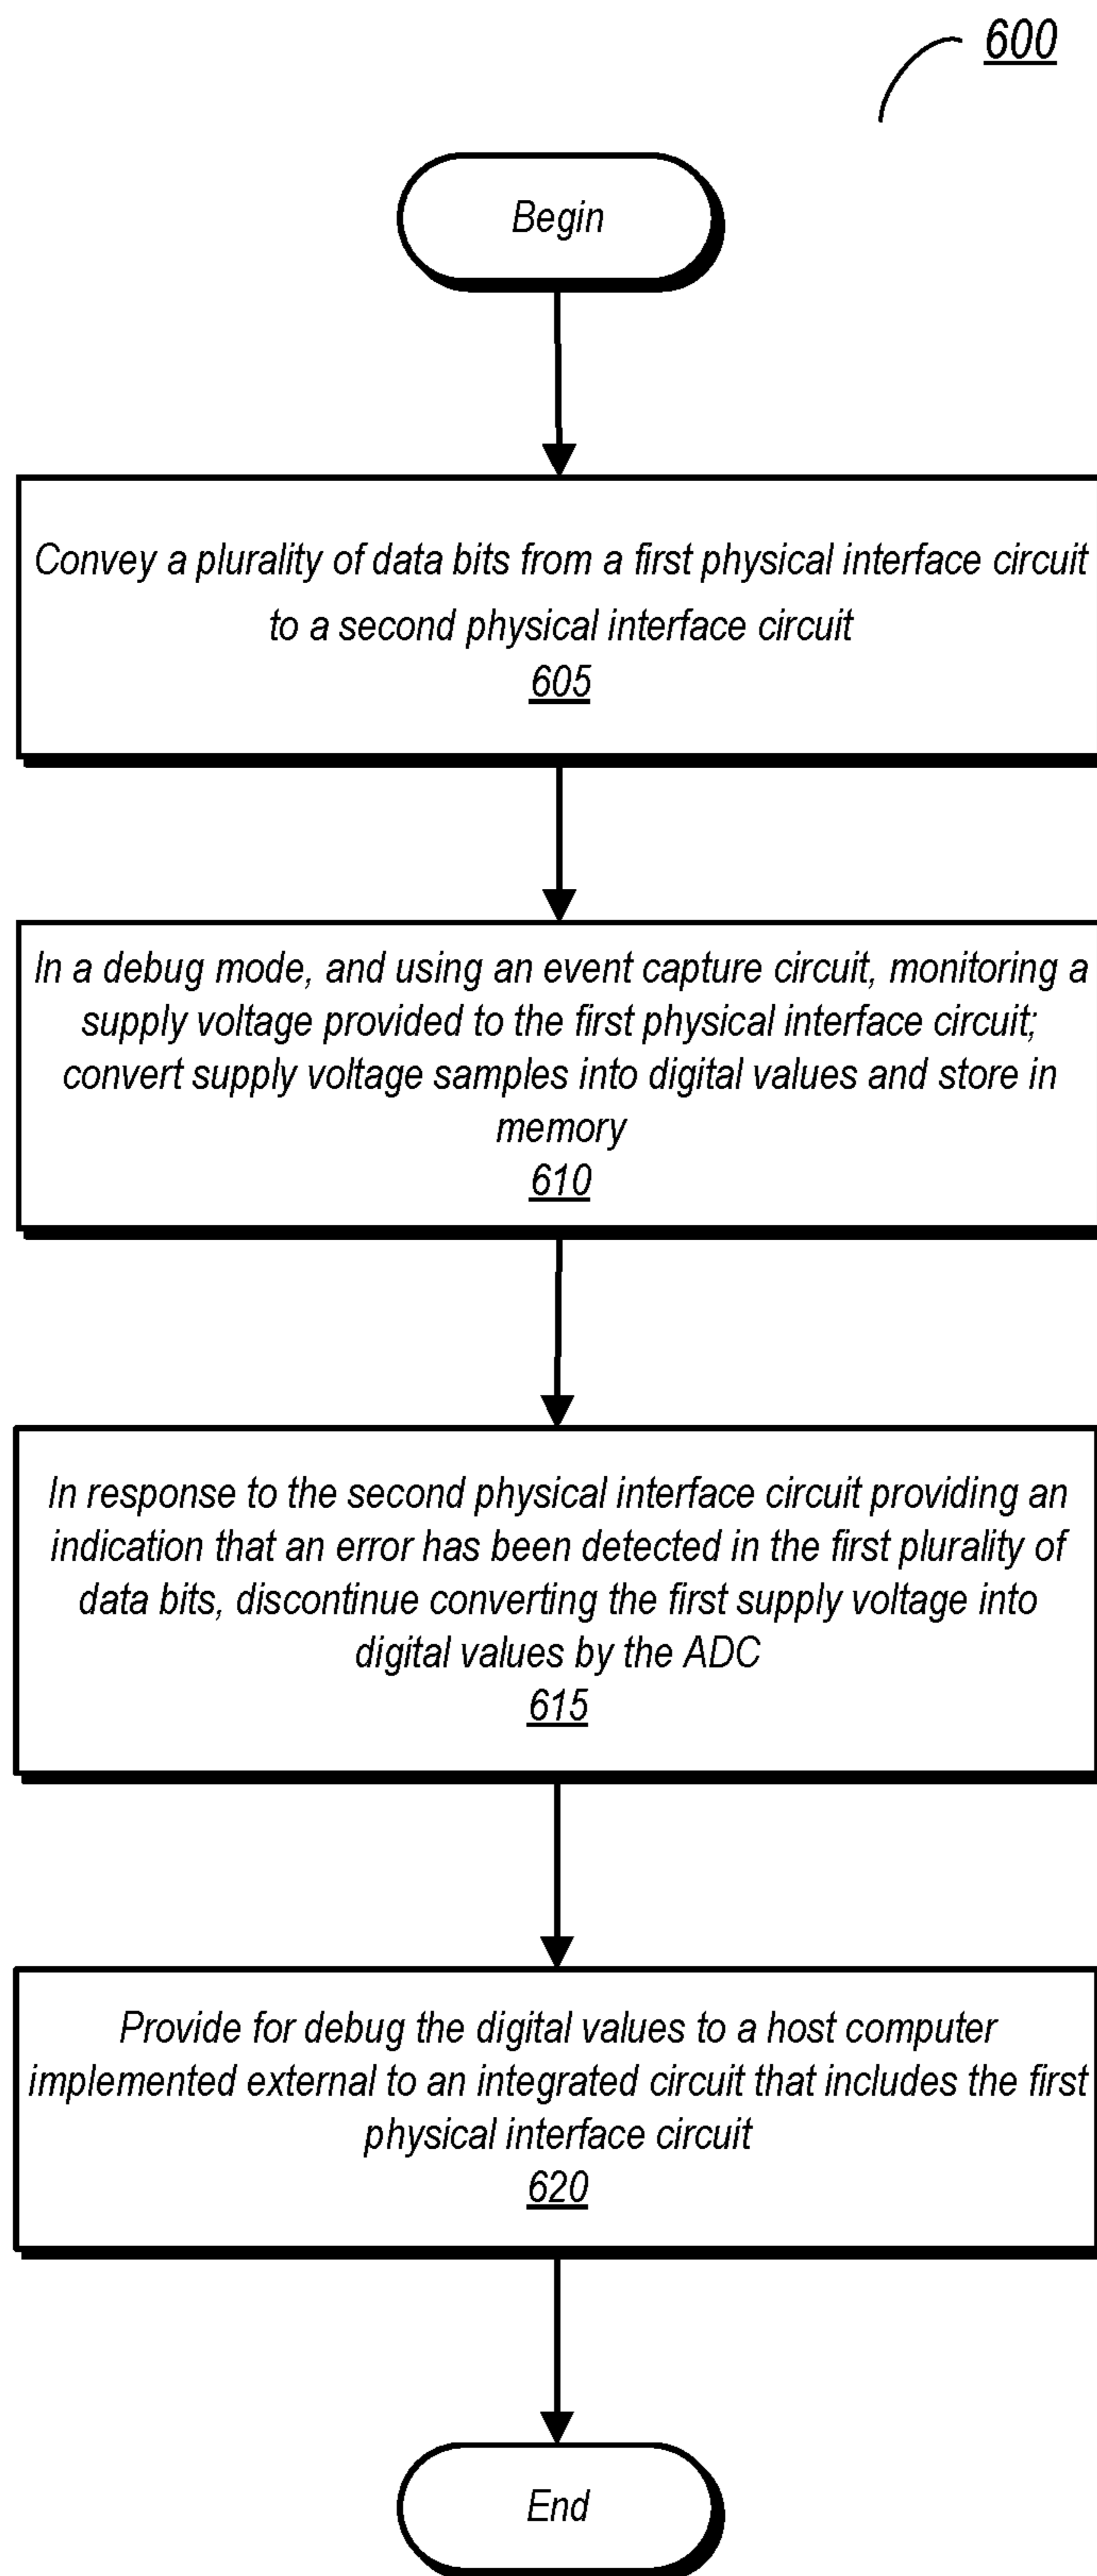 600
Begin
Convey a plurality of data bits from a first physical interface circuit
to a second physical interface circuit
605
In a debug mode, and using an event capture circuit, monitoring a
supply voltage provided to the first physical interface circuit;
convert supply voltage samples into digital values and store in
memory
610
In response to the second physical interface circuit providing an
indication that an error has been detected in the first plurality of
data bits, discontinue converting the first supply voltage into
digital values by the ADC
615
Provide for debug the digital values to a host computer
implemented external to an integrated circuit that includes the first
physical interface circuit
620
End